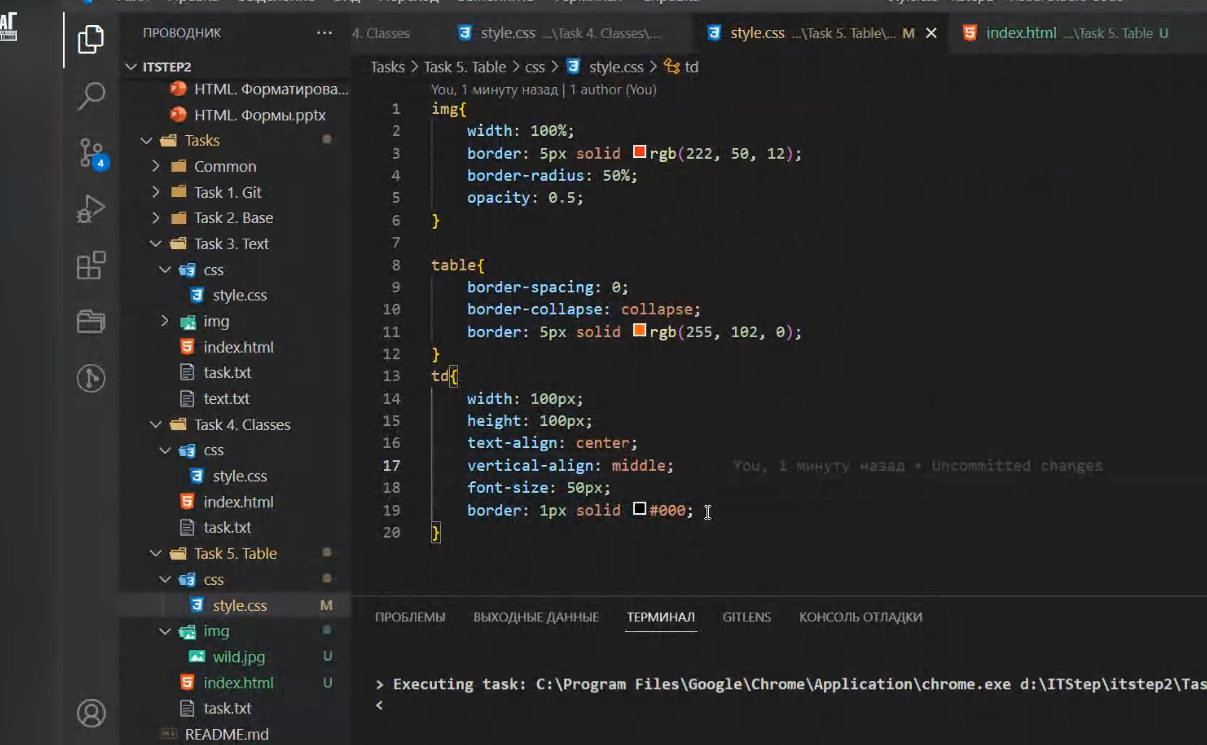 ПРОВОДНИК
ITSTEP2
HTML. Форматирова...
HTML. Формы.pptx
Tasks
Common
Task 1. Git
Task 2. Base
Task 3. Text
css
style.css
img
index.html
task.txt
text.txt
Task 4. Classes
css
style.css
index.html
task.txt
Task 5. Table
css
style.css M
img
wild.jpg U
index.html U
task.txt
README.md
4
4. Classes style.css ...\Task 4. Classes\... style.css ...\Task 5. Table\... M index.html ...\Task 5. Table U
Tasks > Task 5. Table > css > style.css > td
You, 1 минуту назад | 1 author (You)
1 img{
2 width: 100%;
3 border: 5px solid rgb(222, 50, 12);
4 border-radius: 50%;
5 opacity: 0.5;
6 }
7
8 table{
9 border-spacing: 0;
10 border-collapse: collapse;
11 border: 5px solid rgb(255, 102, 0);
12 }
13 td{
14 width: 100px;
15 height: 100px;
16 text-align: center;
17 vertical-align: middle; You, 1 минуту назад • Uncommitted changes
18 font-size: 50px;
19 border: 1px solid #000;
20 }
ПРОБЛЕМЫ ВЫХОДНЫЕ ДАННЫЕ ТЕРМИНАЛ GITLENS КОНСОЛЬ ОТЛАДКИ
> Executing task: C:\Program Files\Google\Chrome\Application\chrome.exe d:\ITStep\itstep2\Tas
<